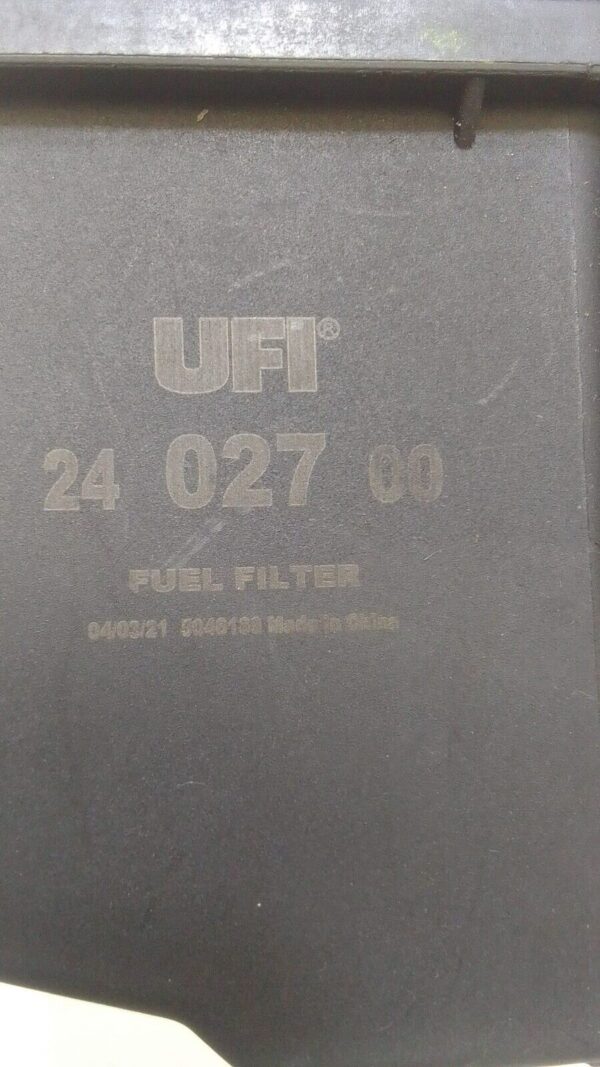 UFI®
24 027 00
FUEL FILTER
04/03/21 Made in China